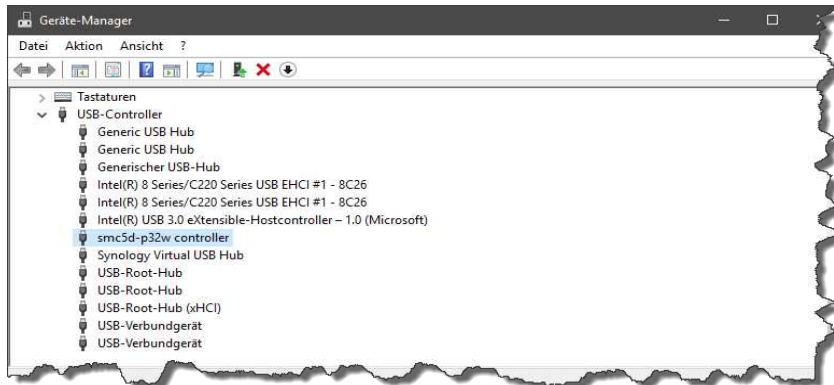 Geräte-Manager
Datei Aktion Ansicht ?
Tastaturen
USB-Controller
Generic USB Hub
Generic USB Hub
Generischer USB-Hub
Intel(R) 8 Series/C220 Series USB EHCI #1 - 8C26
Intel(R) 8 Series/C220 Series USB EHCI #1 - 8C26
Intel(R) USB 3.0 eXtensible-Hostcontroller – 1.0 (Microsoft)
smc5d-p32w controller
Synology Virtual USB Hub
USB-Root-Hub
USB-Root-Hub
USB-Root-Hub (xHCI)
USB-Verbundgerät
USB-Verbundgerät